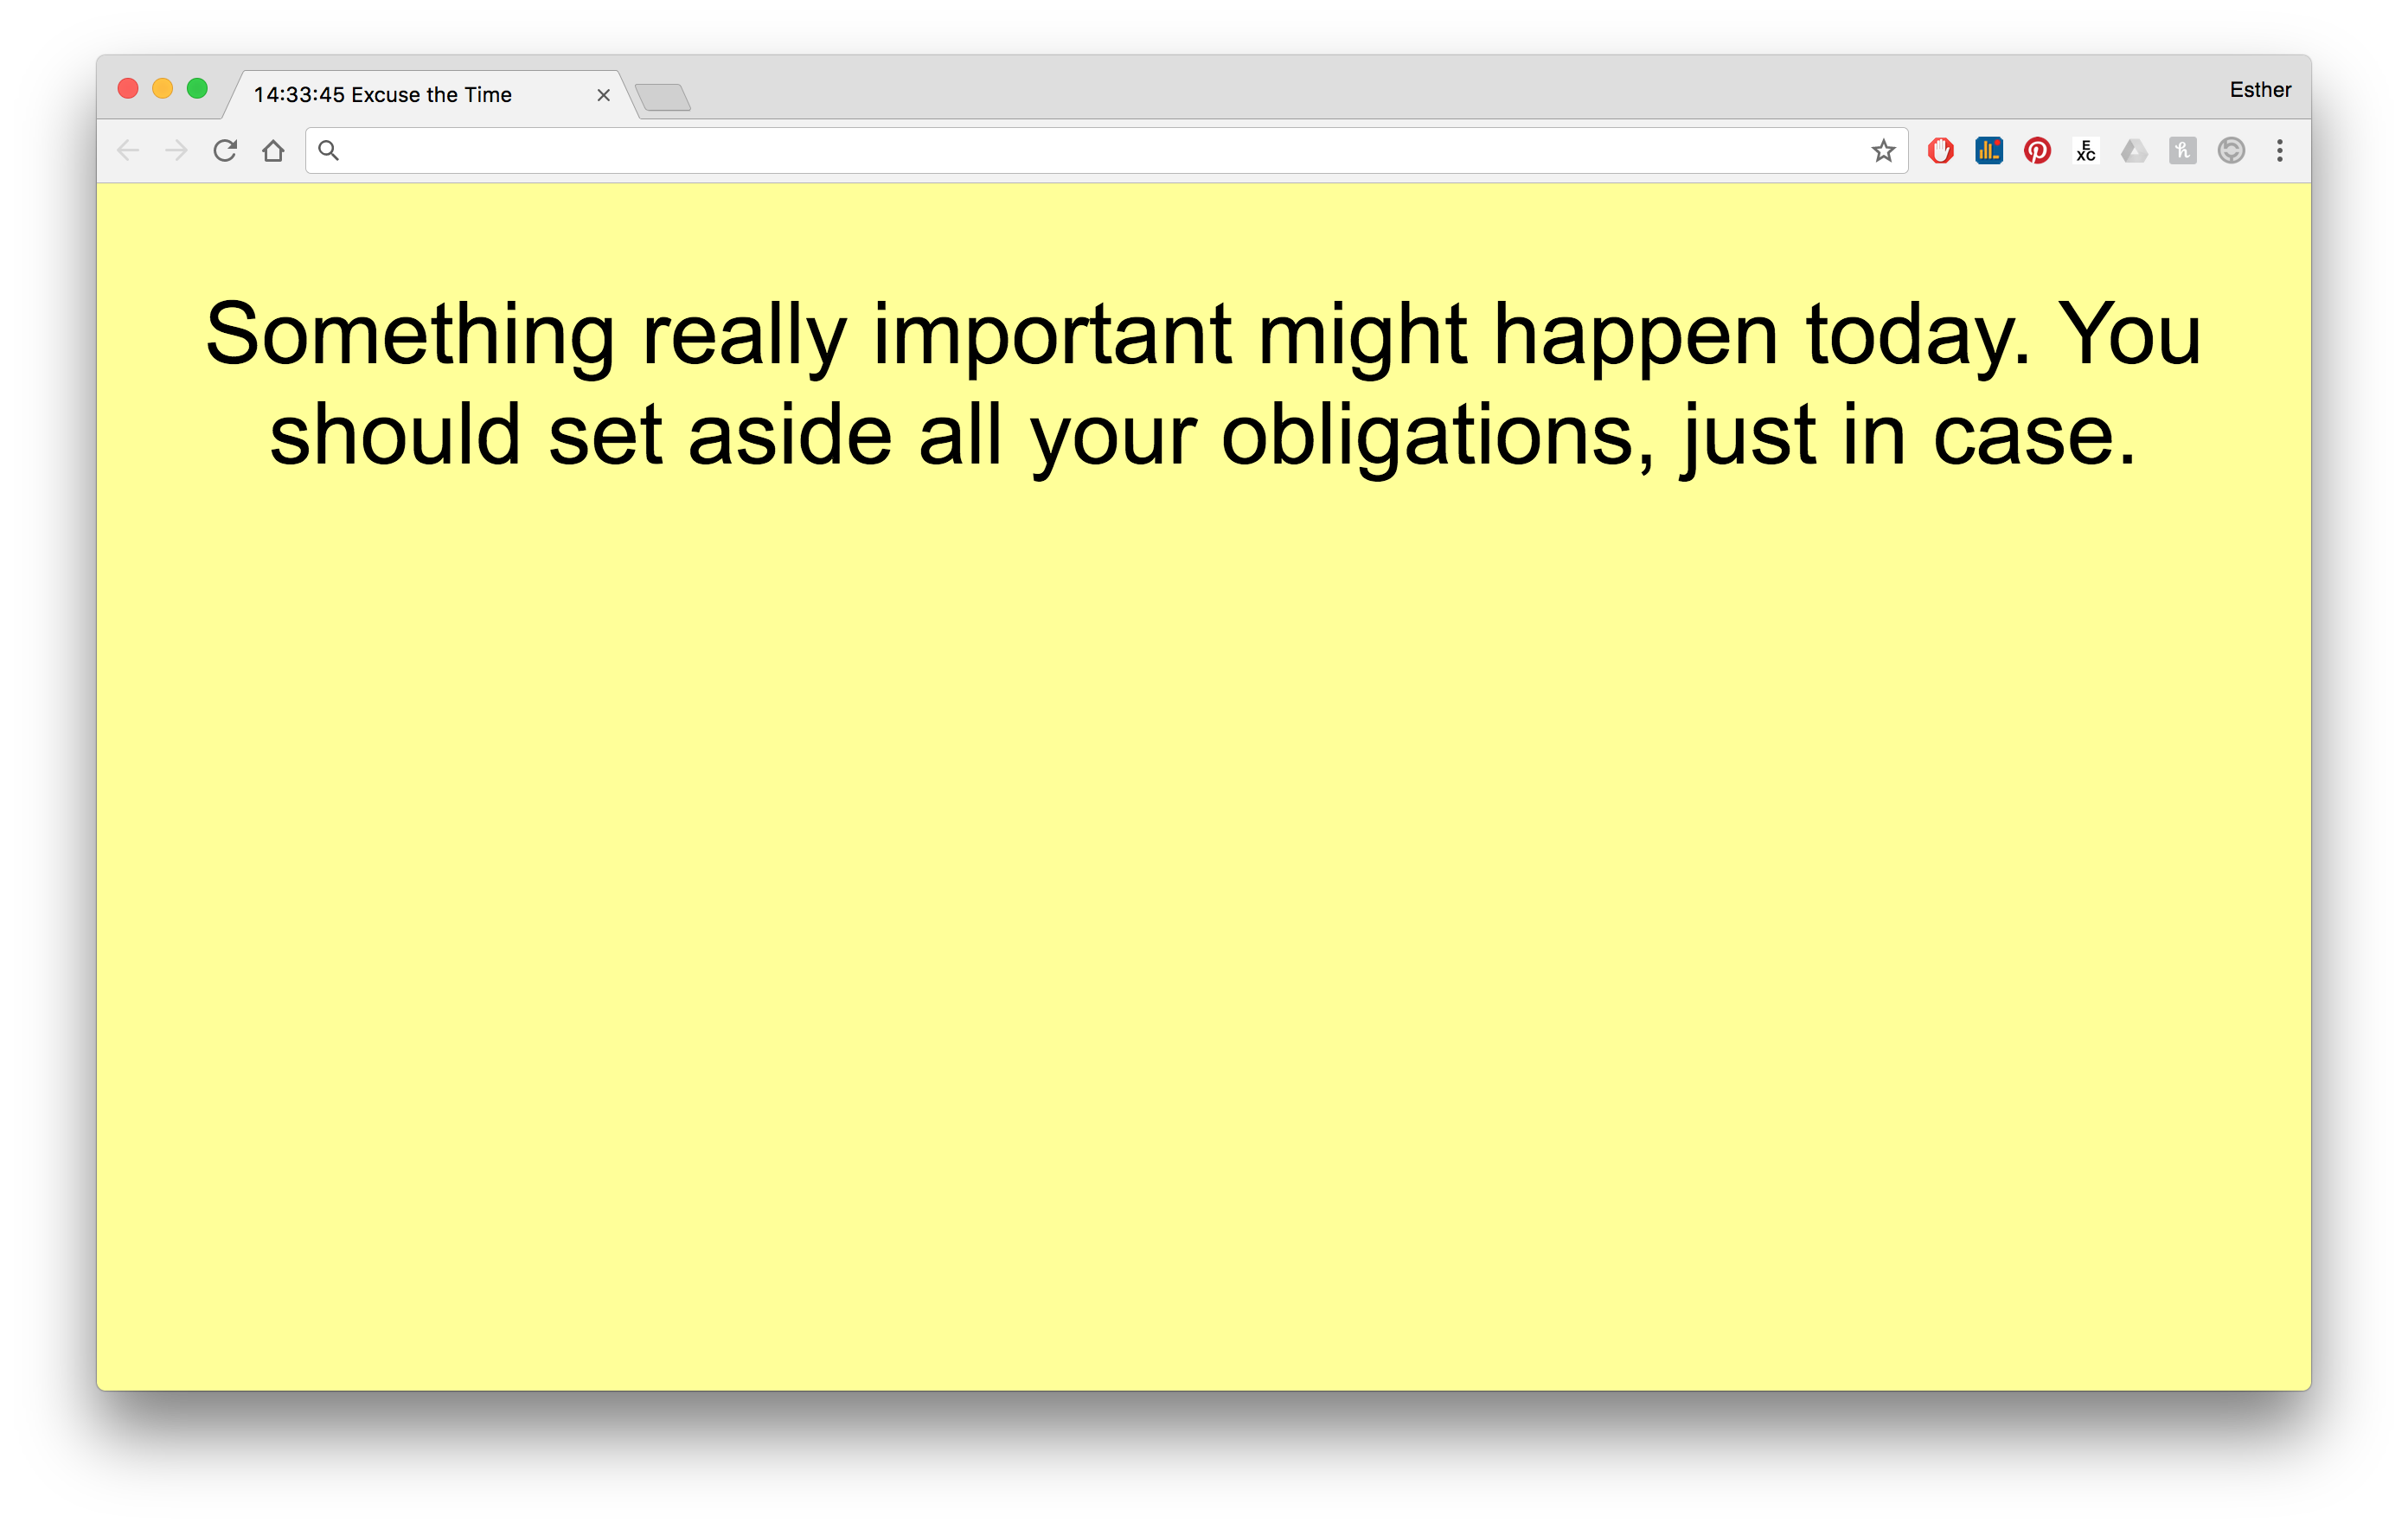 14:33:45 Excuse the Time
Esther
E
XC
h
Something really important might happen today. You
should set aside all your obligations, just in case.